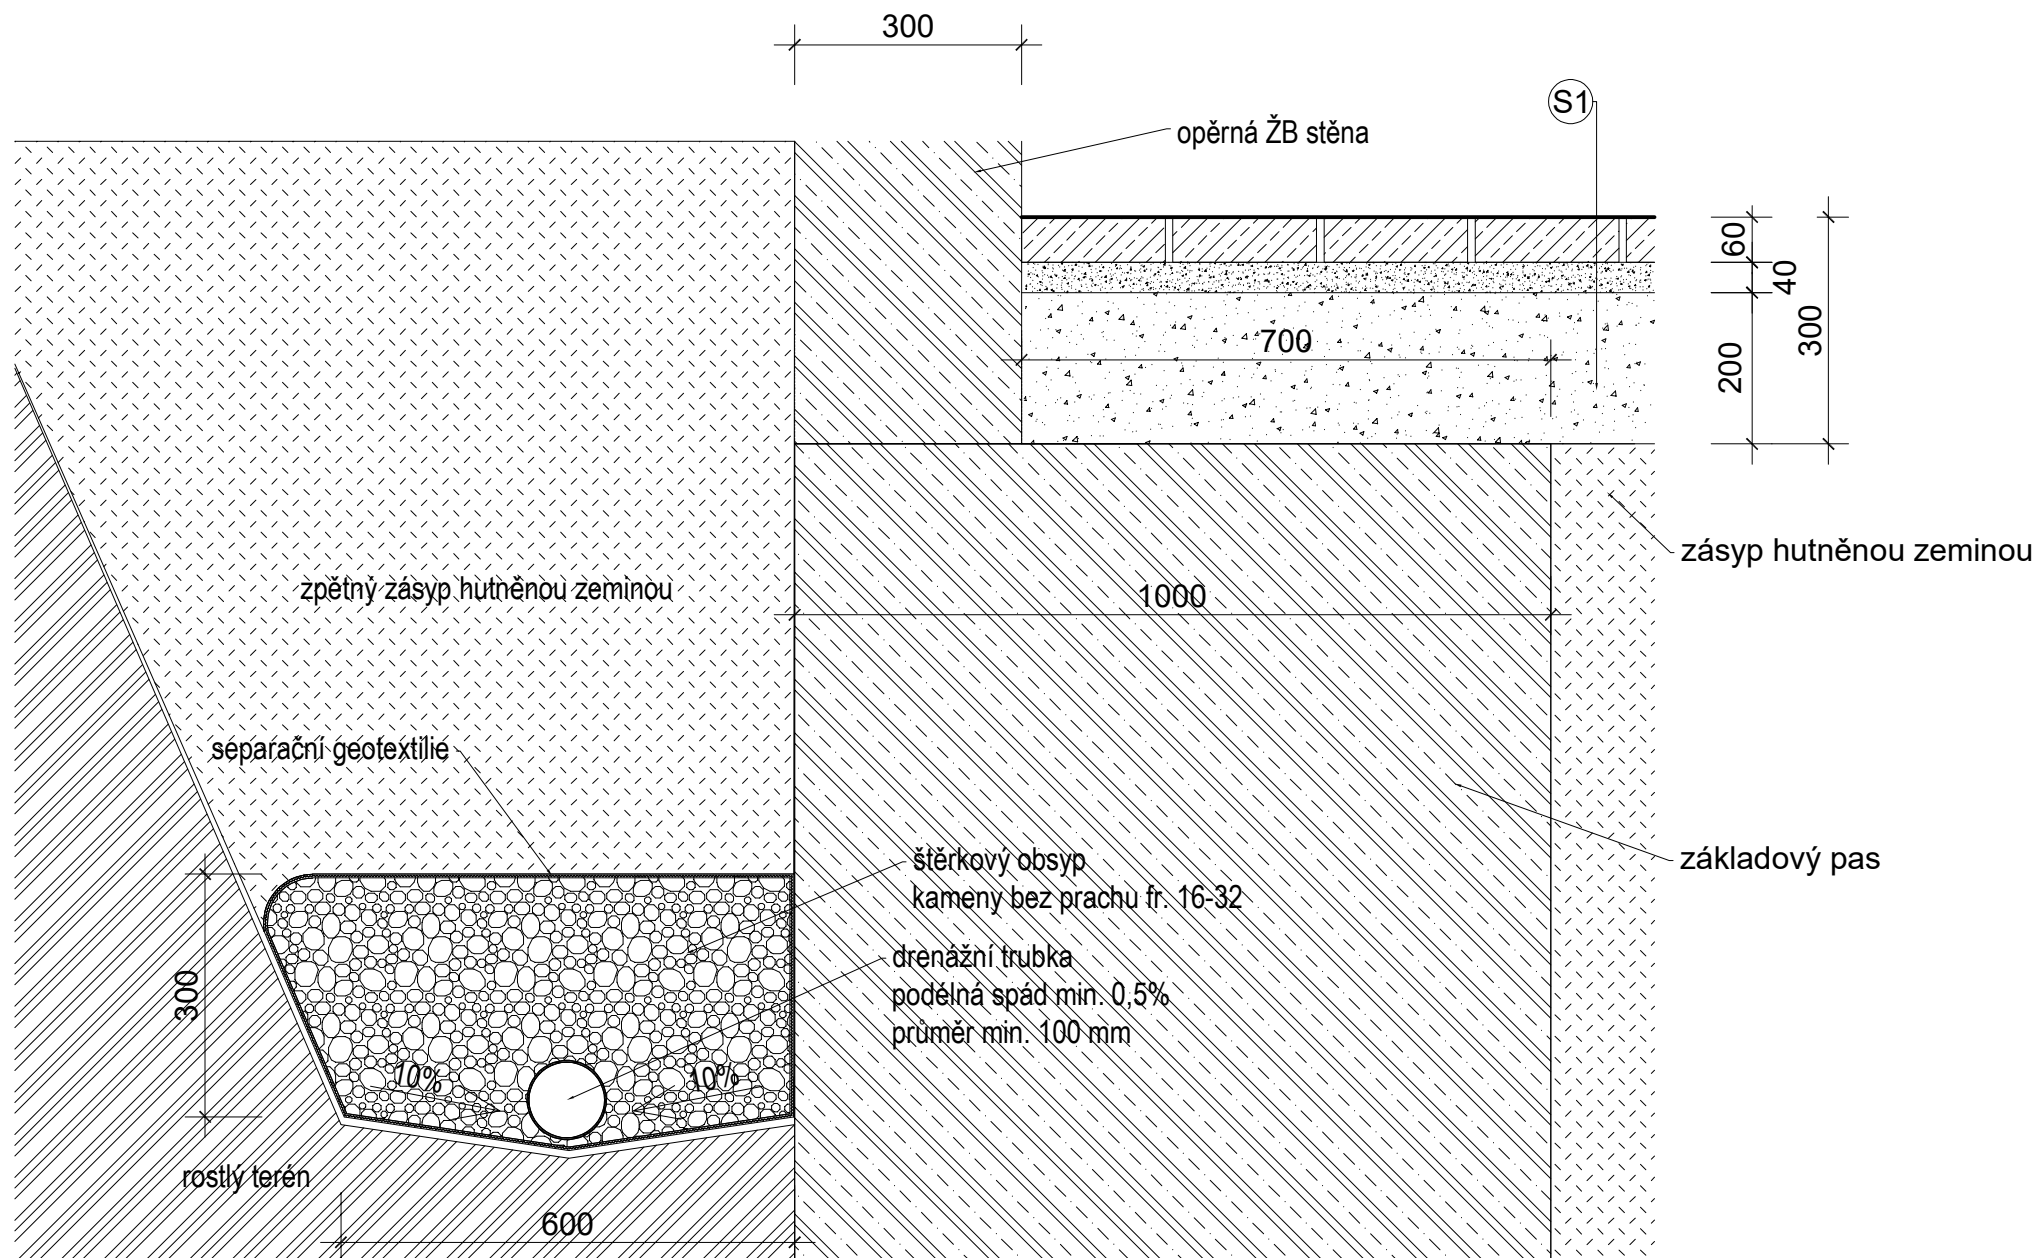 300
S1
opěrná ŽB stěna
60
40
700
300
200
zásyp hutněnou zeminou
zpětný zásyp hutněnou zeminou
1000
separační geotextilie
štěrkový obsyp
kameny bez prachu fr. 16-32
základový pas
drenážní trubka
podélná spád min. 0,5%
průměr min. 100 mm
300
10%
10%
rostlý terén
600